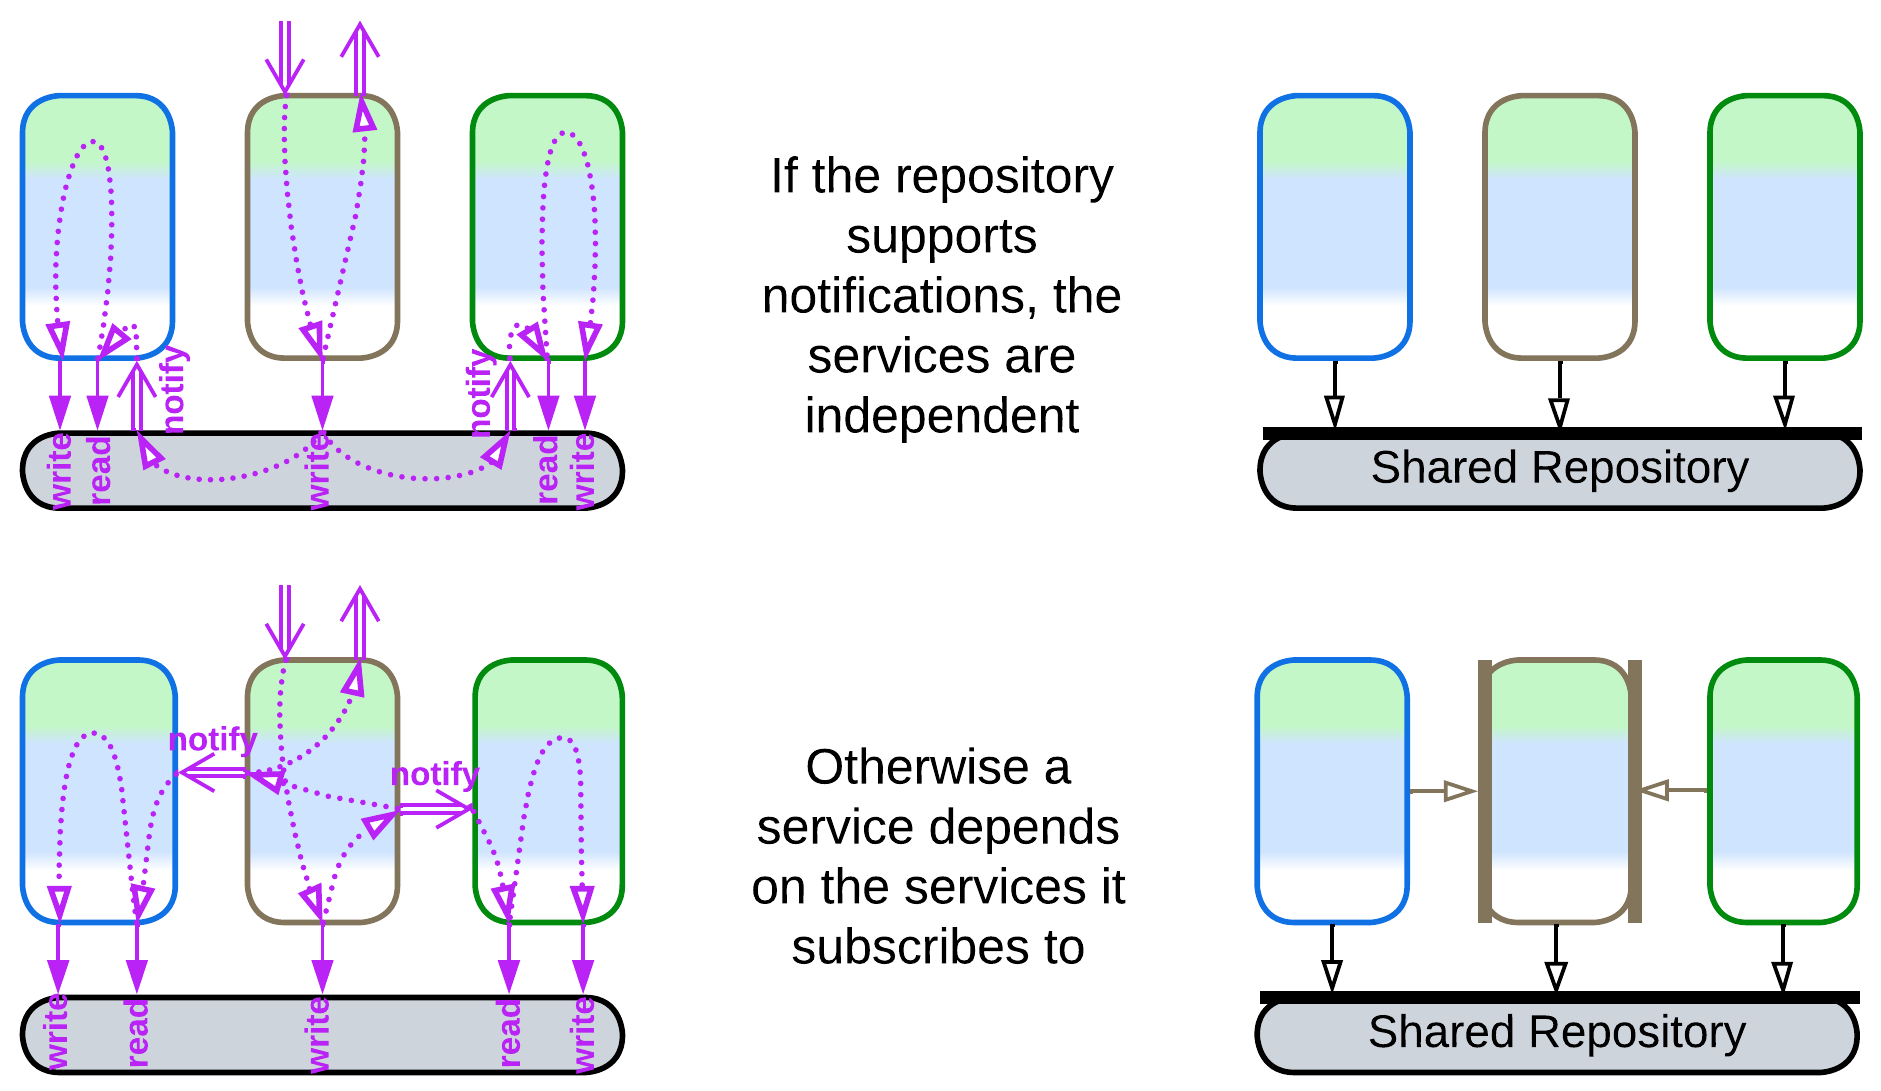 notify
notify
write
read
write
read
write
If the repository
supports
notifications, the
services are
independent
Shared Repository
notify
notify
write
read
write
read
write
Otherwise a
service depends
on the services it
subscribes to
Shared Repository